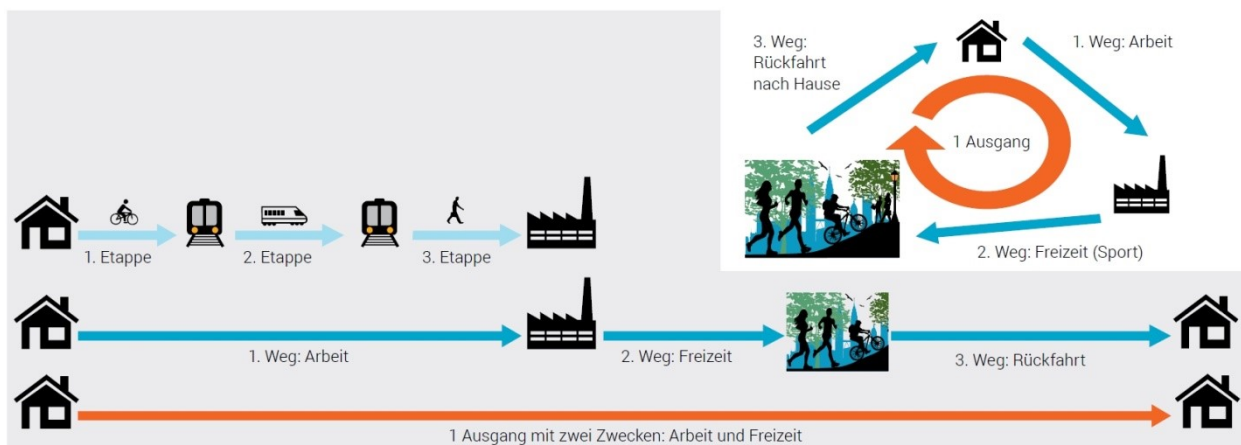 3. Weg:
Rückfahrt
nach Hause
1. Weg: Arbeit
1 Ausgang
2. Weg: Freizeit (Sport)
1. Etappe
2. Etappe
3. Etappe
1. Weg: Arbeit
2. Weg: Freizeit
3. Weg: Rückfahrt
1 Ausgang mit zwei Zwecken: Arbeit und Freizeit